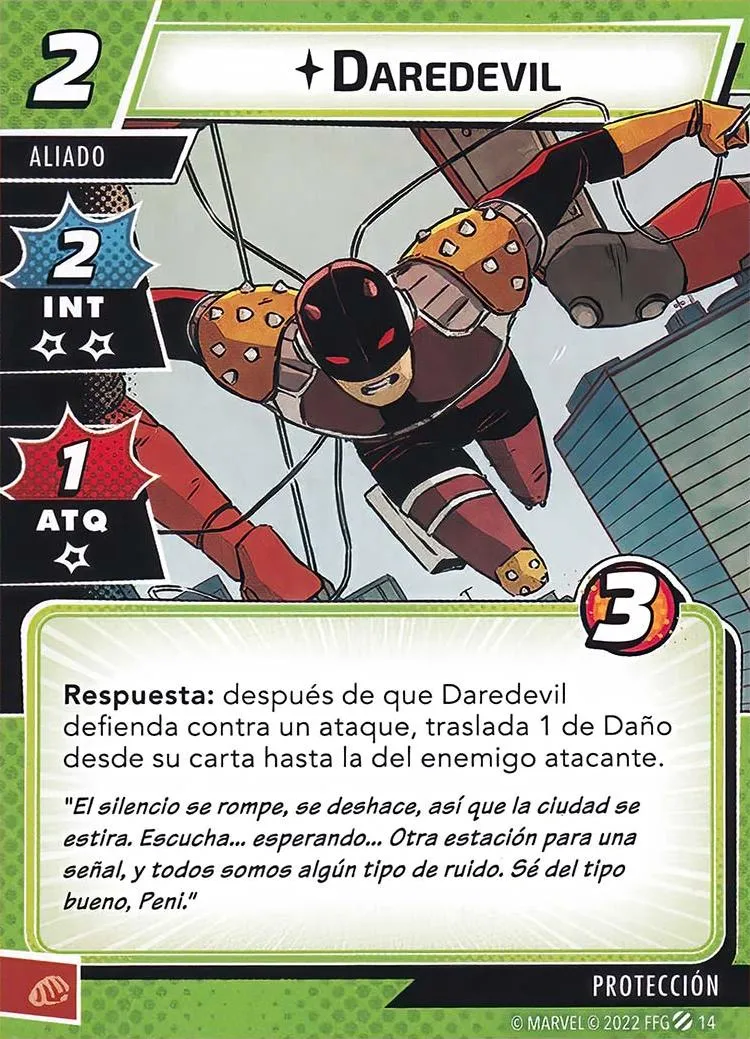 2
DAREDEVIL
ALIADO
2
INT
1
ATQ
3
Respuesta: después de que Daredevil
defienda contra un ataque, traslada 1 de Daño
desde su carta hasta la del enemigo atacante.
"El silencio se rompe, se deshace, así que la ciudad se
estira. Escucha... esperando... Otra estación para una
señal, y todos somos algún tipo de ruido. Sé del tipo
bueno, Peni."
PROTECCIÓN
© MARVEL © 2022 FFG 14